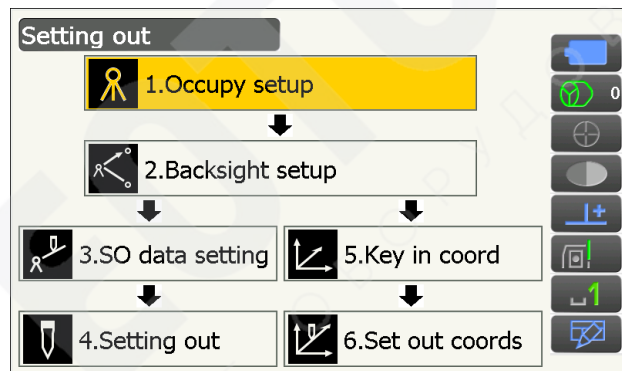 Setting out
1.Occupy setup
0
2.Backsight setup
3.SO data setting
5.Key in coord
1
4.Setting out
6.Set out coords